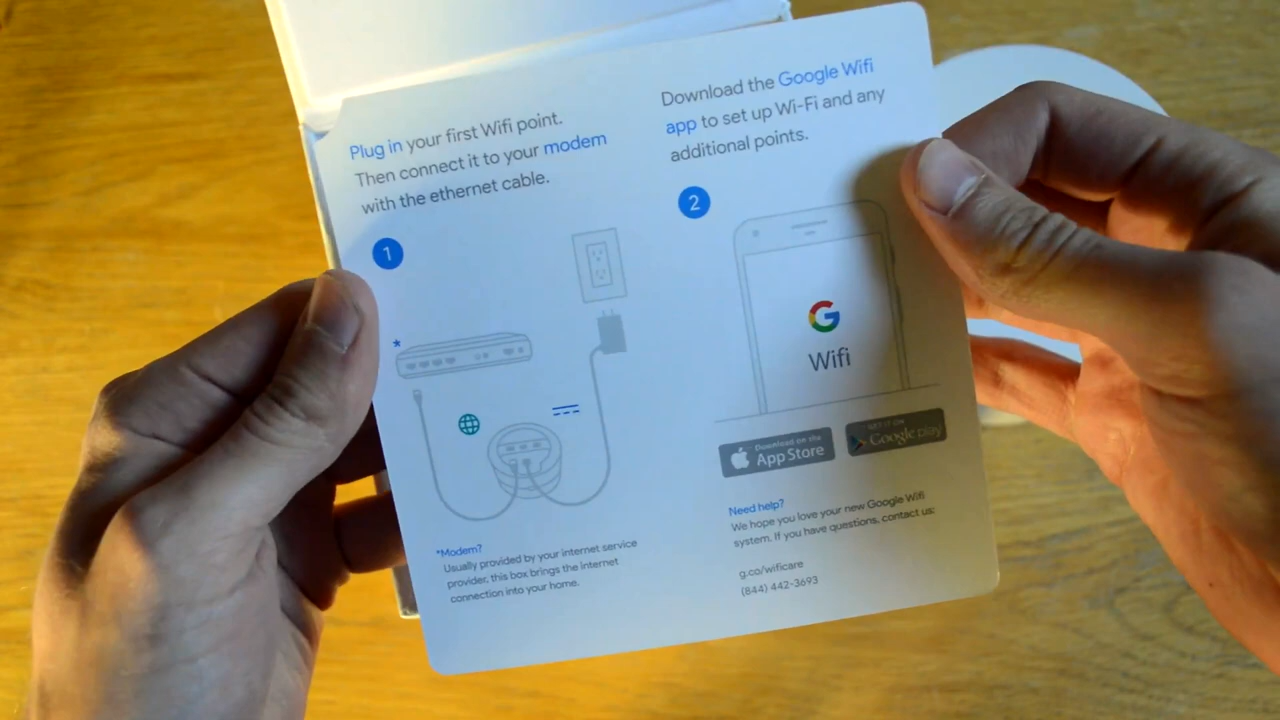 Plug in your first Wifi point.
Then connect it to your modem
with the ethernet cable.
1
*
*Modem?
Usually provided by your internet service
provider, this box brings the internet
connection into your home.
Download the Google Wifi
app to set up Wi-Fi and any
additional points.
2
G
Wifi
Download on the
App Store
GET IT ON
Google play
Need help?
We hope you love your new Google Wifi
system. If you have questions, contact us:
g.co/wificare
(844) 442-3693